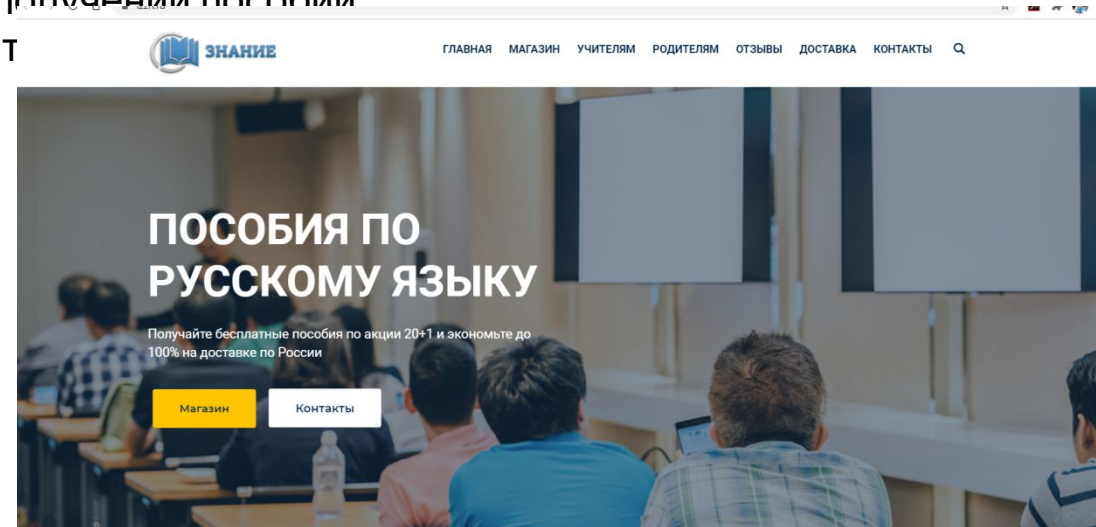 пособий
ЗНАНИЕ
ГЛАВНАЯ МАГАЗИН УЧИТЕЛЯМ РОДИТЕЛЯМ ОТЗЫВЫ ДОСТАВКА КОНТАКТЫ
ПОСОБИЯ ПО
РУССКОМУ ЯЗЫКУ
Получайте бесплатные пособия по акции 20+1 и экономьте до
100% на доставке по России
Магазин Контакты